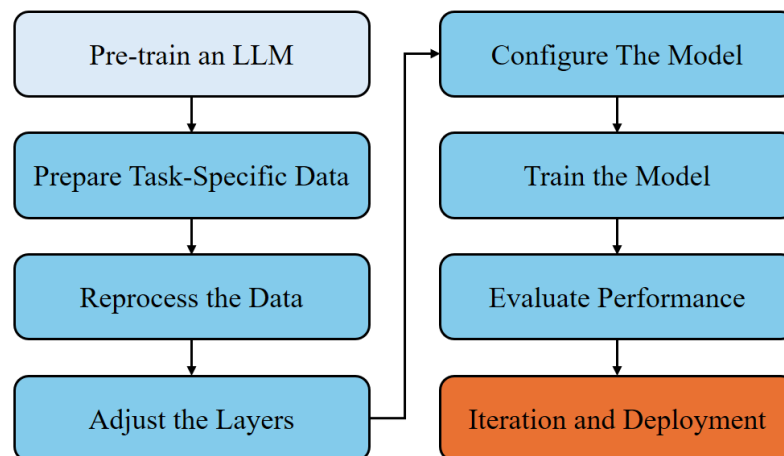 Pre-train an LLM
Prepare Task-Specific Data
Reprocess the Data
Adjust the Layers
Configure The Model
Train the Model
Evaluate Performance
Iteration and Deployment